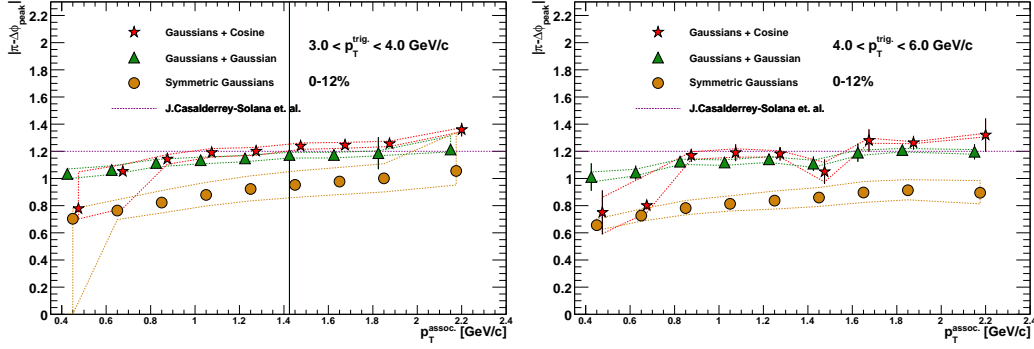 |π-Δϕpeak|
2.2
2
1.8
1.6
1.4
1.2
1
0.8
0.6
0.4
0.2
0
Gaussians + Cosine
Gaussians + Gaussian
Symmetric Gaussians
J.Casalderrey-Solana et. al.
3.0 < p_T^trig. < 4.0 GeV/c
0-12%
0.4 0.6 0.8 1 1.2 1.4 1.6 1.8 2 2.2 2.4
p_T^assoc. [GeV/c]
|π-Δϕpeak|
2.2
2
1.8
1.6
1.4
1.2
1
0.8
0.6
0.4
0.2
0
Gaussians + Cosine
Gaussians + Gaussian
Symmetric Gaussians
J.Casalderrey-Solana et. al.
4.0 < p_T^trig. < 6.0 GeV/c
0-12%
0.4 0.6 0.8 1 1.2 1.4 1.6 1.8 2 2.2 2.4
p_T^assoc. [GeV/c]